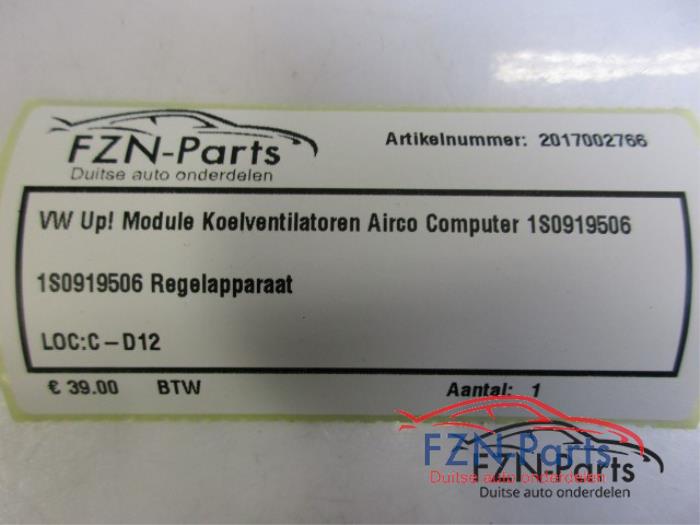 FZN-Parts
Duitse auto onderdelen
Artikelnummer: 2017002766
VW Up! Module Koelventilatoren Airco Computer 1S0919506
1S0919506 Regelapparaat
LOC:C-D12
€ 39.00 BTW Aantal: 1
FZN-Parts
Duitse auto onderdelen
FZN-Parts
Duitse auto onderdelen